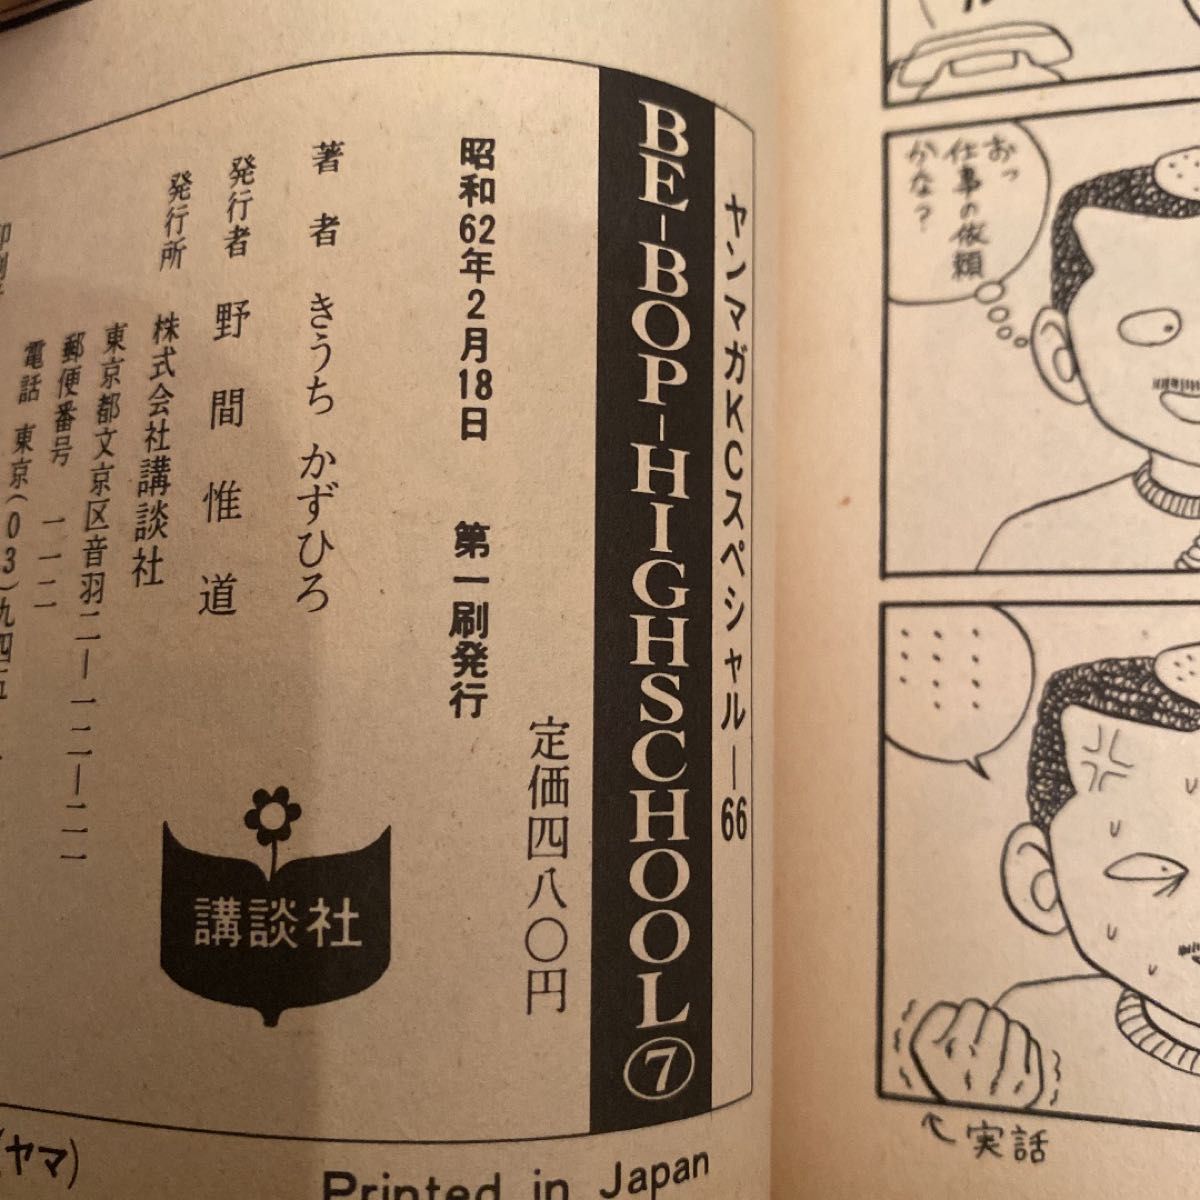 ヤンマガKCスペシャル—66
BE-BOP-HIGHSCHOOL⑦
定価四八〇円
昭和62年2月18日 第一刷発行
著者 きうち かずひろ
発行者 野間惟道
発行所 株式会社講談社
東京都文京区音羽二—一二—二一
郵便番号 一一二
電話 東京(03)九四五
講談社
(ヤマ)
Printed in Japan
おっ
仕事の依頼
かな?
実話